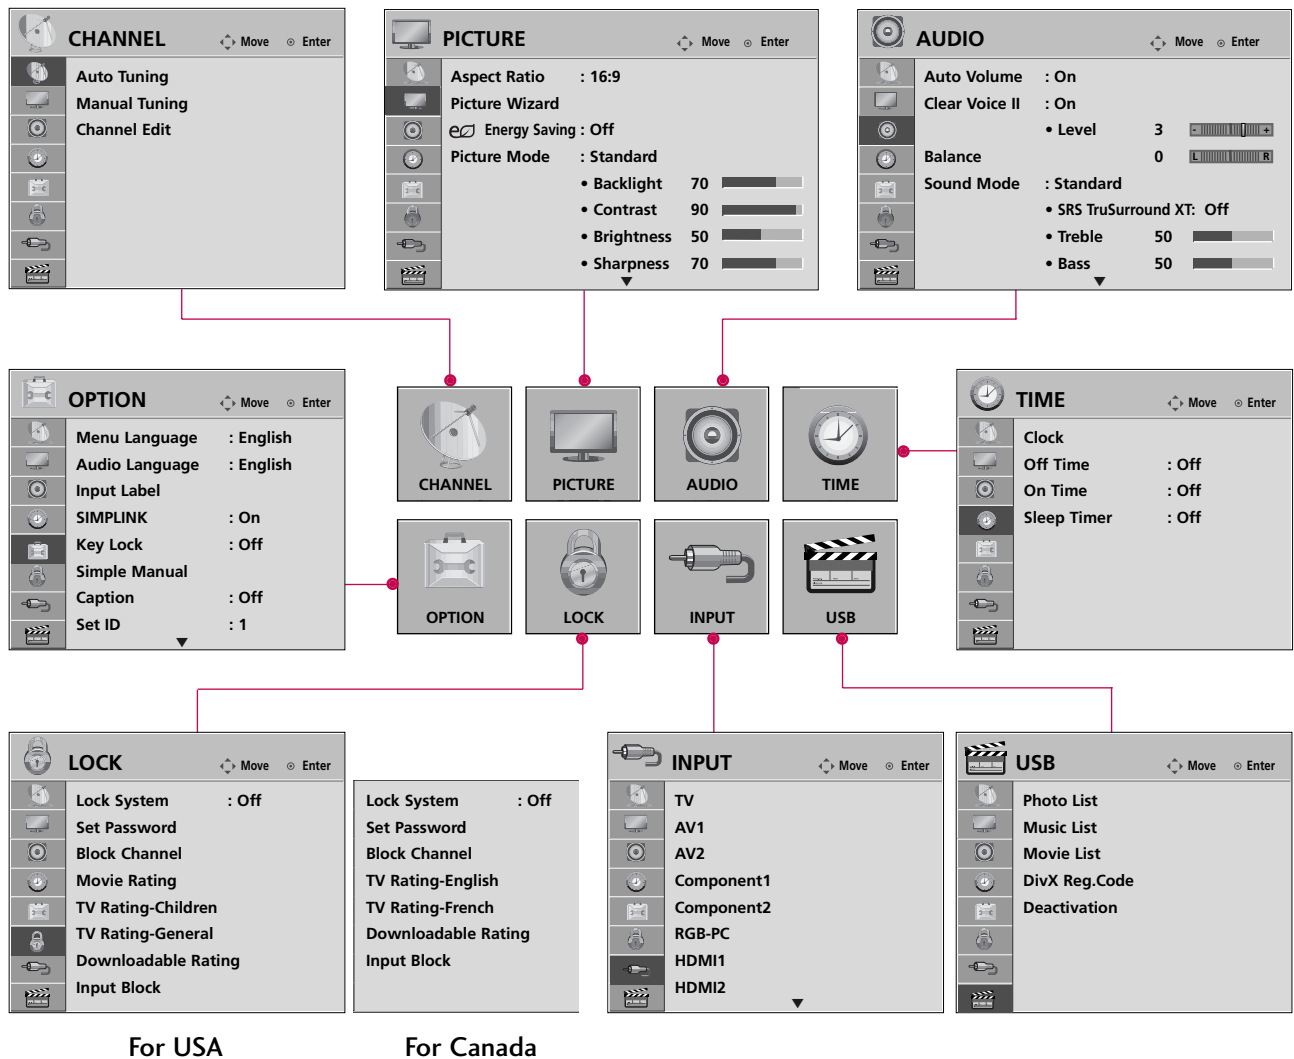 CHANNEL Move Enter
Auto Tuning
Manual Tuning
Channel Edit
PICTURE Move Enter
Aspect Ratio : 16:9
Picture Wizard
e Energy Saving : Off
Picture Mode : Standard
• Backlight 70
• Contrast 90
• Brightness 50
• Sharpness 70
AUDIO Move Enter
Auto Volume : On
Clear Voice II : On
• Level 3 - +
Balance 0 L R
Sound Mode : Standard
• SRS TruSurround XT: Off
• Treble 50
• Bass 50
OPTION Move Enter
Menu Language : English
Audio Language : English
Input Label
SIMPLINK : On
Key Lock : Off
Simple Manual
Caption : Off
Set ID : 1
CHANNEL
PICTURE
AUDIO
TIME
OPTION
LOCK
INPUT
USB
TIME Move Enter
Clock
Off Time : Off
On Time : Off
Sleep Timer : Off
LOCK Move Enter
Lock System : Off
Set Password
Block Channel
Movie Rating
TV Rating-Children
TV Rating-General
Downloadable Rating
Input Block
For USA
Lock System : Off
Set Password
Block Channel
TV Rating-English
TV Rating-French
Downloadable Rating
Input Block
For Canada
INPUT Move Enter
TV
AV1
AV2
Component1
Component2
RGB-PC
HDMI1
HDMI2
USB Move Enter
Photo List
Music List
Movie List
DivX Reg.Code
Deactivation